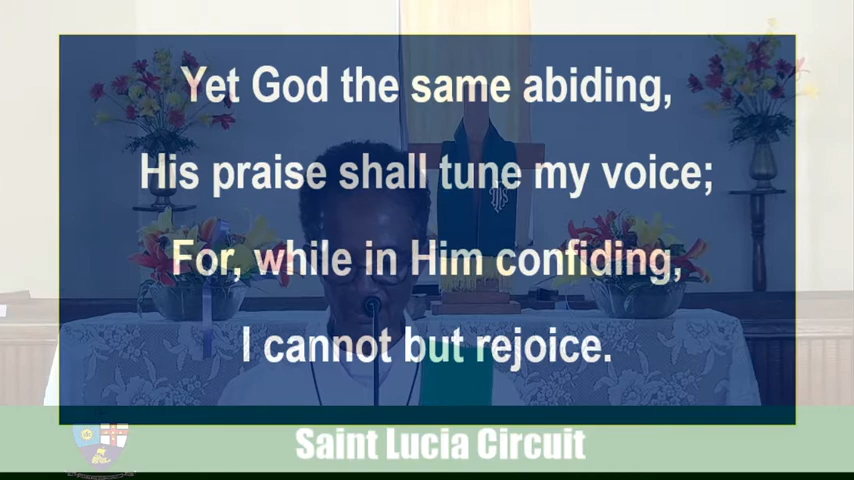 Yet God the same abiding,
His praise shall tune my voice;
For, while in Him confiding,
I cannot but rejoice.
Saint Lucia Circuit